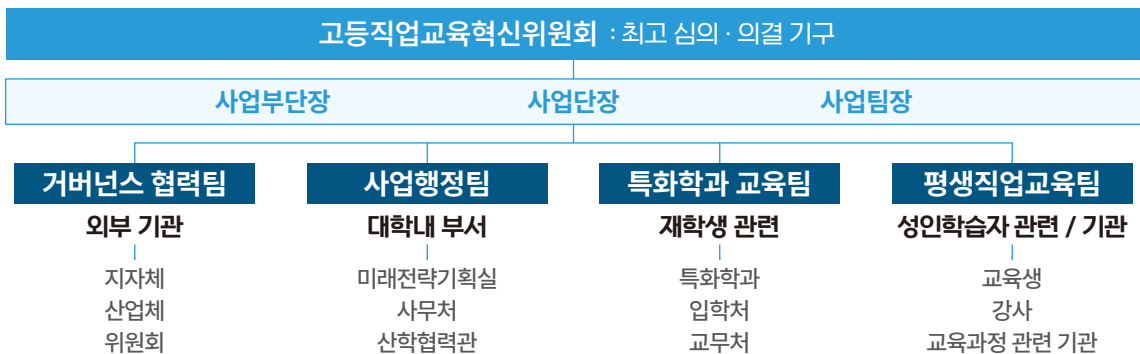 고등직업교육혁신위원회 : 최고 심의 · 의결 기구
사업부단장 사업단장 사업팀장
거버넌스 협력팀 사업행정팀 특화학과 교육팀 평생직업교육팀
외부 기관 대학내 부서 재학생 관련 성인학습자 관련 / 기관
지자체 미래전략기획실 특화학과 교육생
산업체 사무처 입학처 강사
위원회 산학협력관 교무처 교육과정 관련 기관